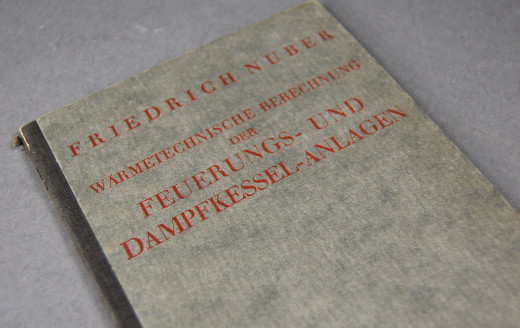 FRIEDRICH NUBER
WÄRMETECHNISCHE BERECHNUNG
DER
FEUERUNGS- UND
DAMPFKESSEL-ANLAGEN